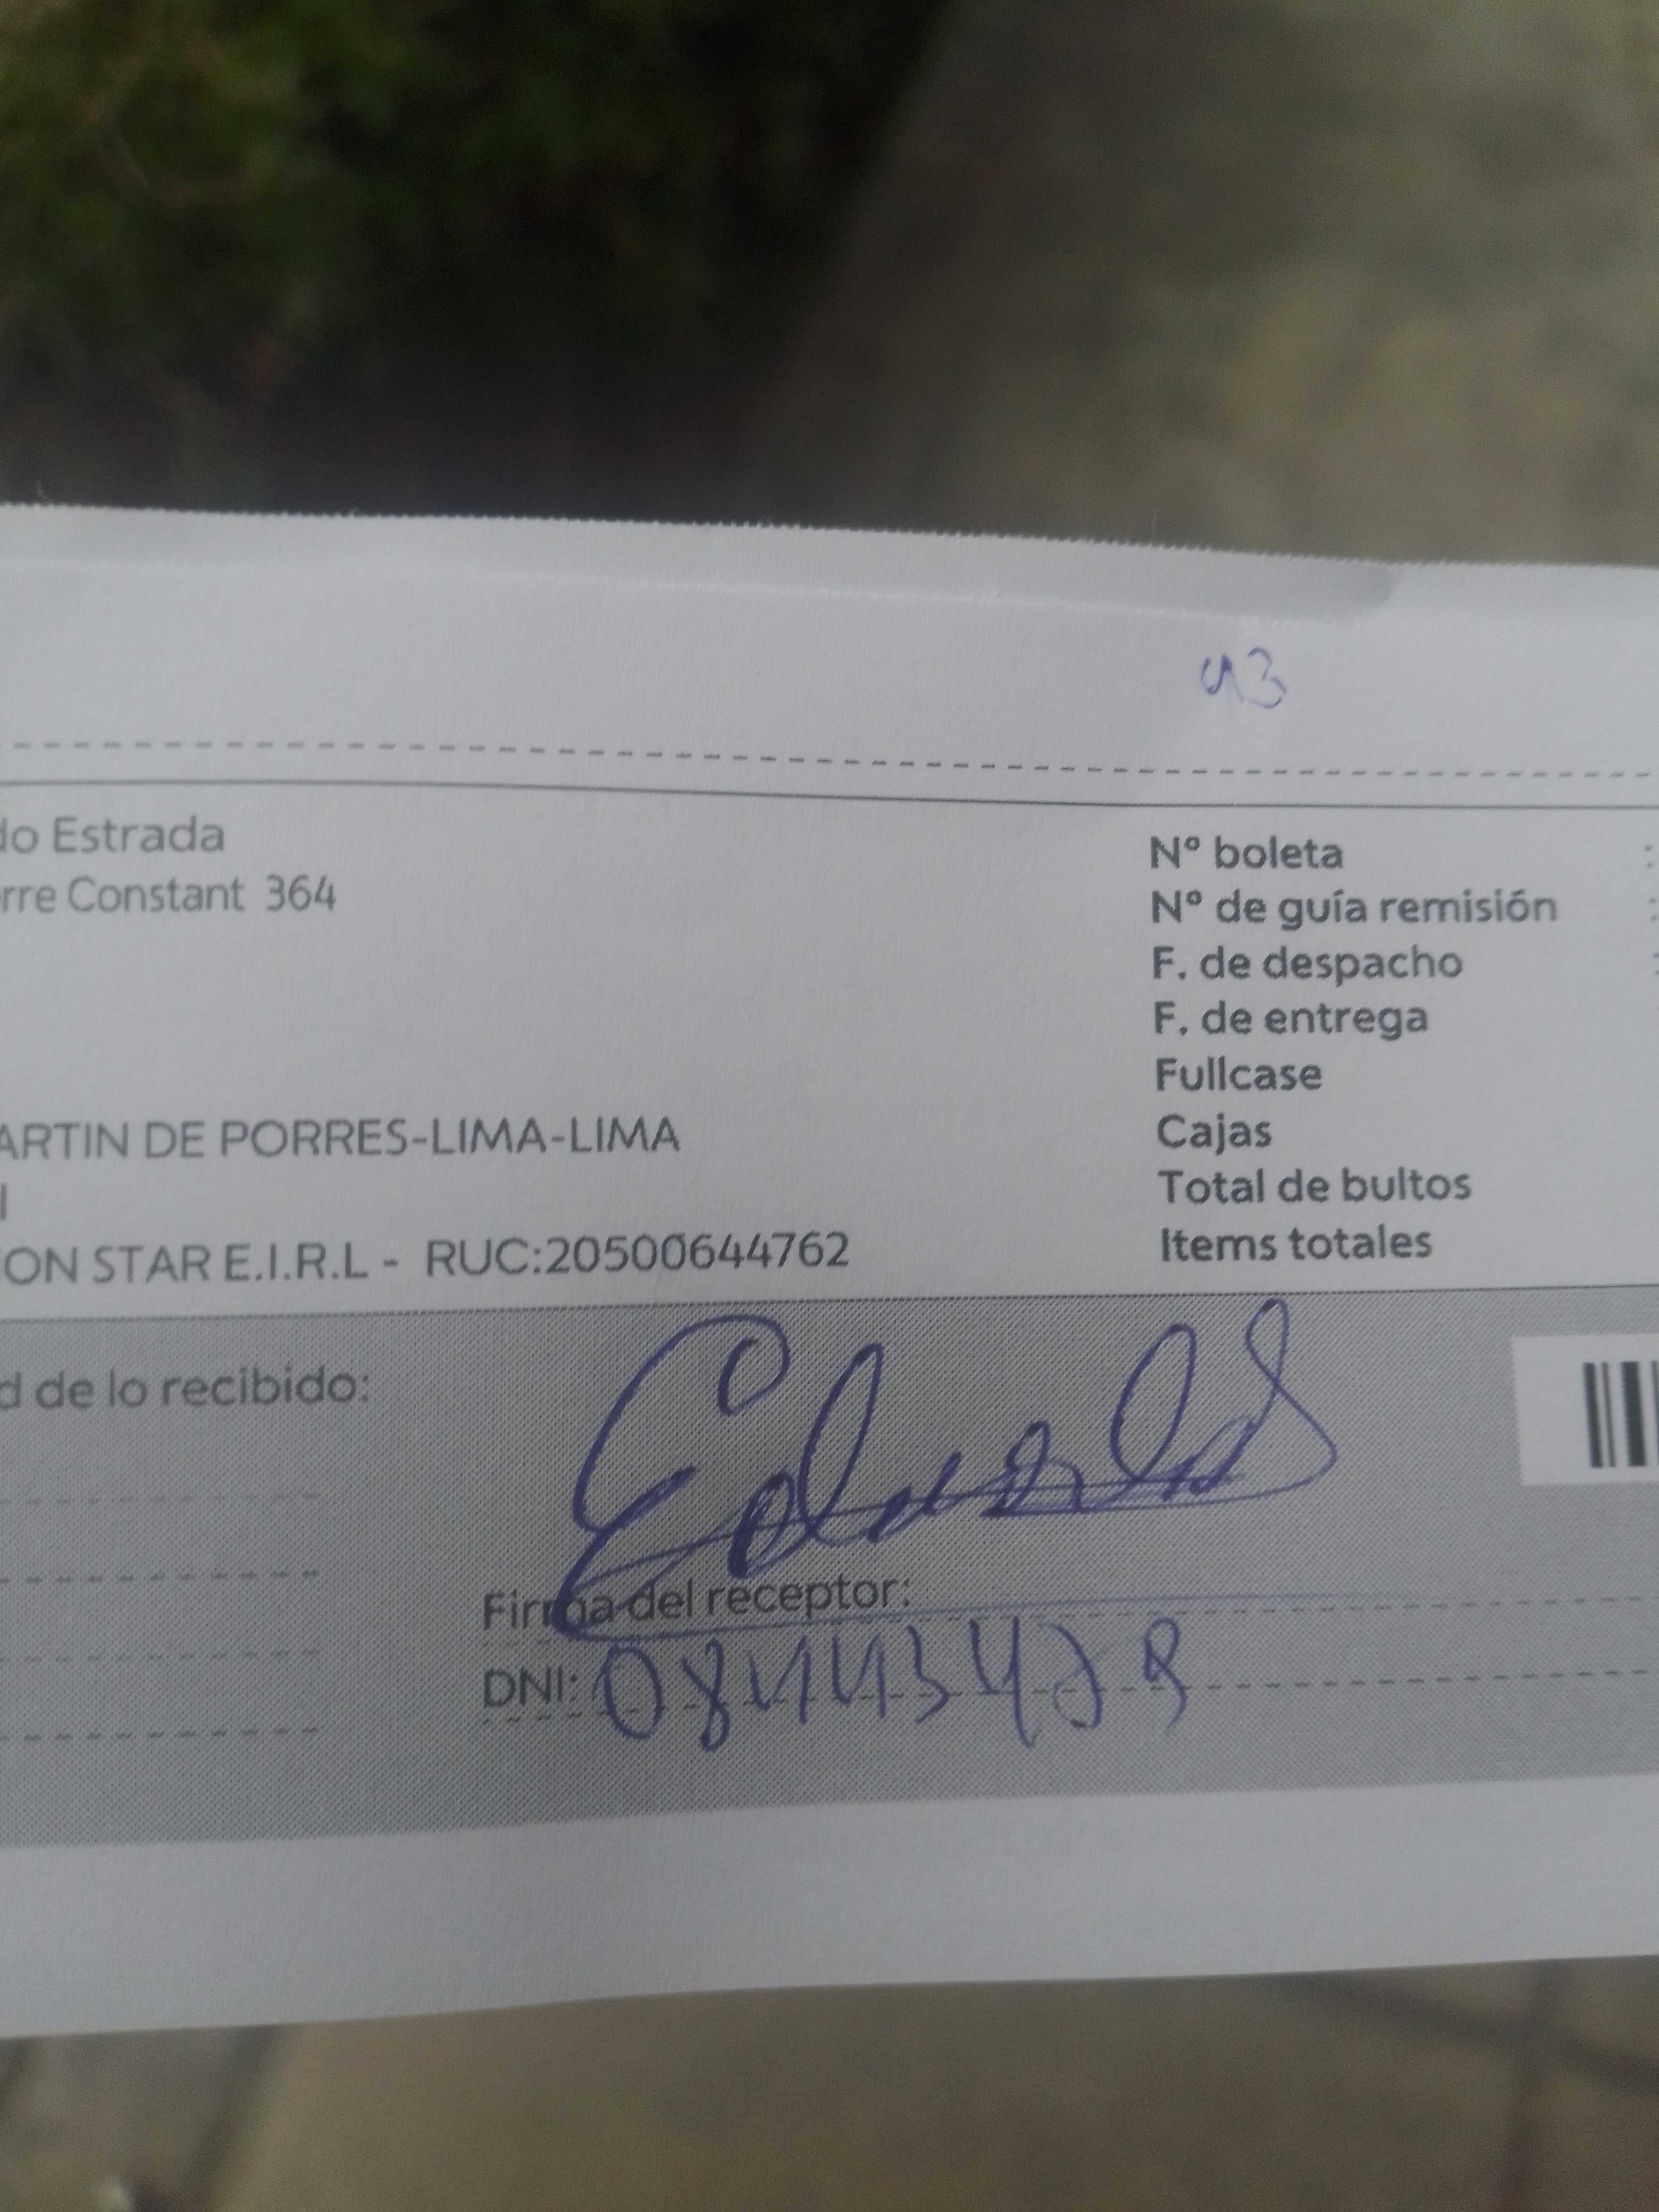 43
do Estrada
rre Constant 364
ARTIN DE PORRES-LIMA-LIMA
ON STAR E.I.R.L - RUC:20500644762
Nº boleta :
Nº de guía remisión :
F. de despacho :
F. de entrega
Fullcase
Cajas
Total de bultos
Items totales
d de lo recibido:
Firma del receptor:
DNI: